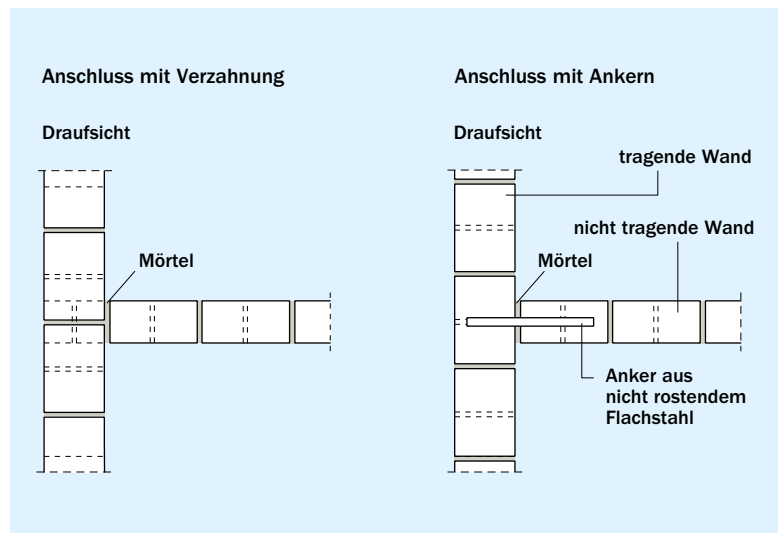 Anschluss mit Verzahnung
Draufsicht
Mörtel
Anschluss mit Ankern
Draufsicht
tragende Wand
nicht tragende Wand
Mörtel
Anker aus
nicht rostendem
Flachstahl